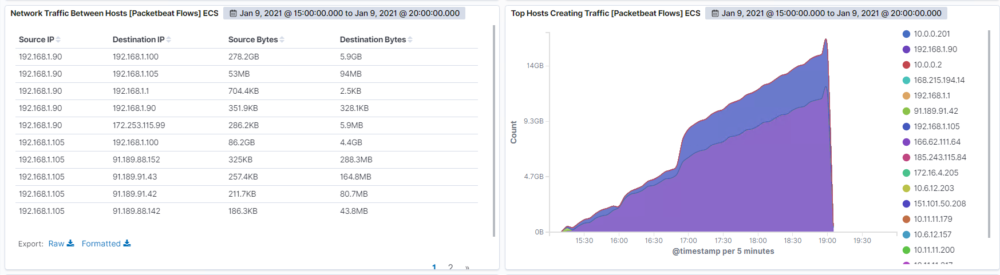 Network Traffic Between Hosts [Packetbeat Flows] ECS Jan 9, 2021 @ 15:00:00.000 to Jan 9, 2021 @ 20:00:00.000
Source IP Destination IP Source Bytes Destination Bytes
192.168.1.90 192.168.1.100 278.2GB 5.9GB
192.168.1.90 192.168.1.105 53MB 94MB
192.168.1.90 192.168.1.1 704.4KB 2.5KB
192.168.1.90 192.168.1.90 351.9KB 328.1KB
192.168.1.90 172.253.115.99 286.2KB 5.9MB
192.168.1.105 192.168.1.100 86.2GB 4.4GB
192.168.1.105 91.189.88.152 325KB 288.3MB
192.168.1.105 91.189.91.43 257.4KB 164.8MB
192.168.1.105 91.189.91.42 211.7KB 80.7MB
192.168.1.105 91.189.88.142 186.3KB 43.8MB
Export: Raw Formatted
1 2 »
Top Hosts Creating Traffic [Packetbeat Flows] ECS Jan 9, 2021 @ 15:00:00.000 to Jan 9, 2021 @ 20:00:00.000
Count
14GB
9.3GB
4.7GB
0B
15:30 16:00 16:30 17:00 17:30 18:00 18:30 19:00 19:30
@timestamp per 5 minutes
10.0.0.201
192.168.1.90
10.0.0.2
168.215.194.14
192.168.1.1
91.189.91.42
192.168.1.105
166.62.111.64
185.243.115.84
172.16.4.205
10.6.12.203
151.101.50.208
10.11.11.179
10.6.12.157
10.11.11.200